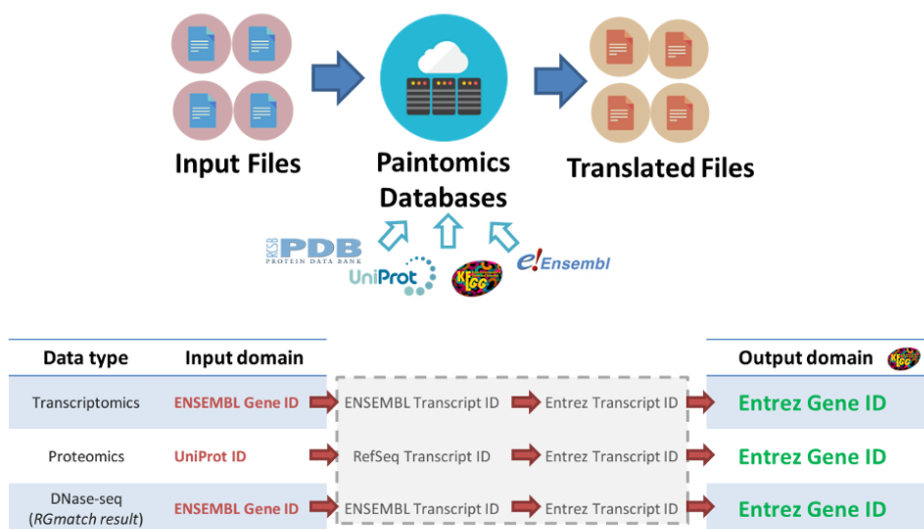 Input Files
Paintomics
Databases
Translated Files
RCSB
PDB
PROTEIN DATA BANK
UniProt
KEGG
e!Ensembl
Data type Input domain Output domain KEGG
Transcriptomics ENSEMBL Gene ID ENSEMBL Transcript ID Entrez Transcript ID Entrez Gene ID
Proteomics UniProt ID RefSeq Transcript ID Entrez Transcript ID Entrez Gene ID
DNase-seq
(RGmatch result) ENSEMBL Gene ID ENSEMBL Transcript ID Entrez Transcript ID Entrez Gene ID